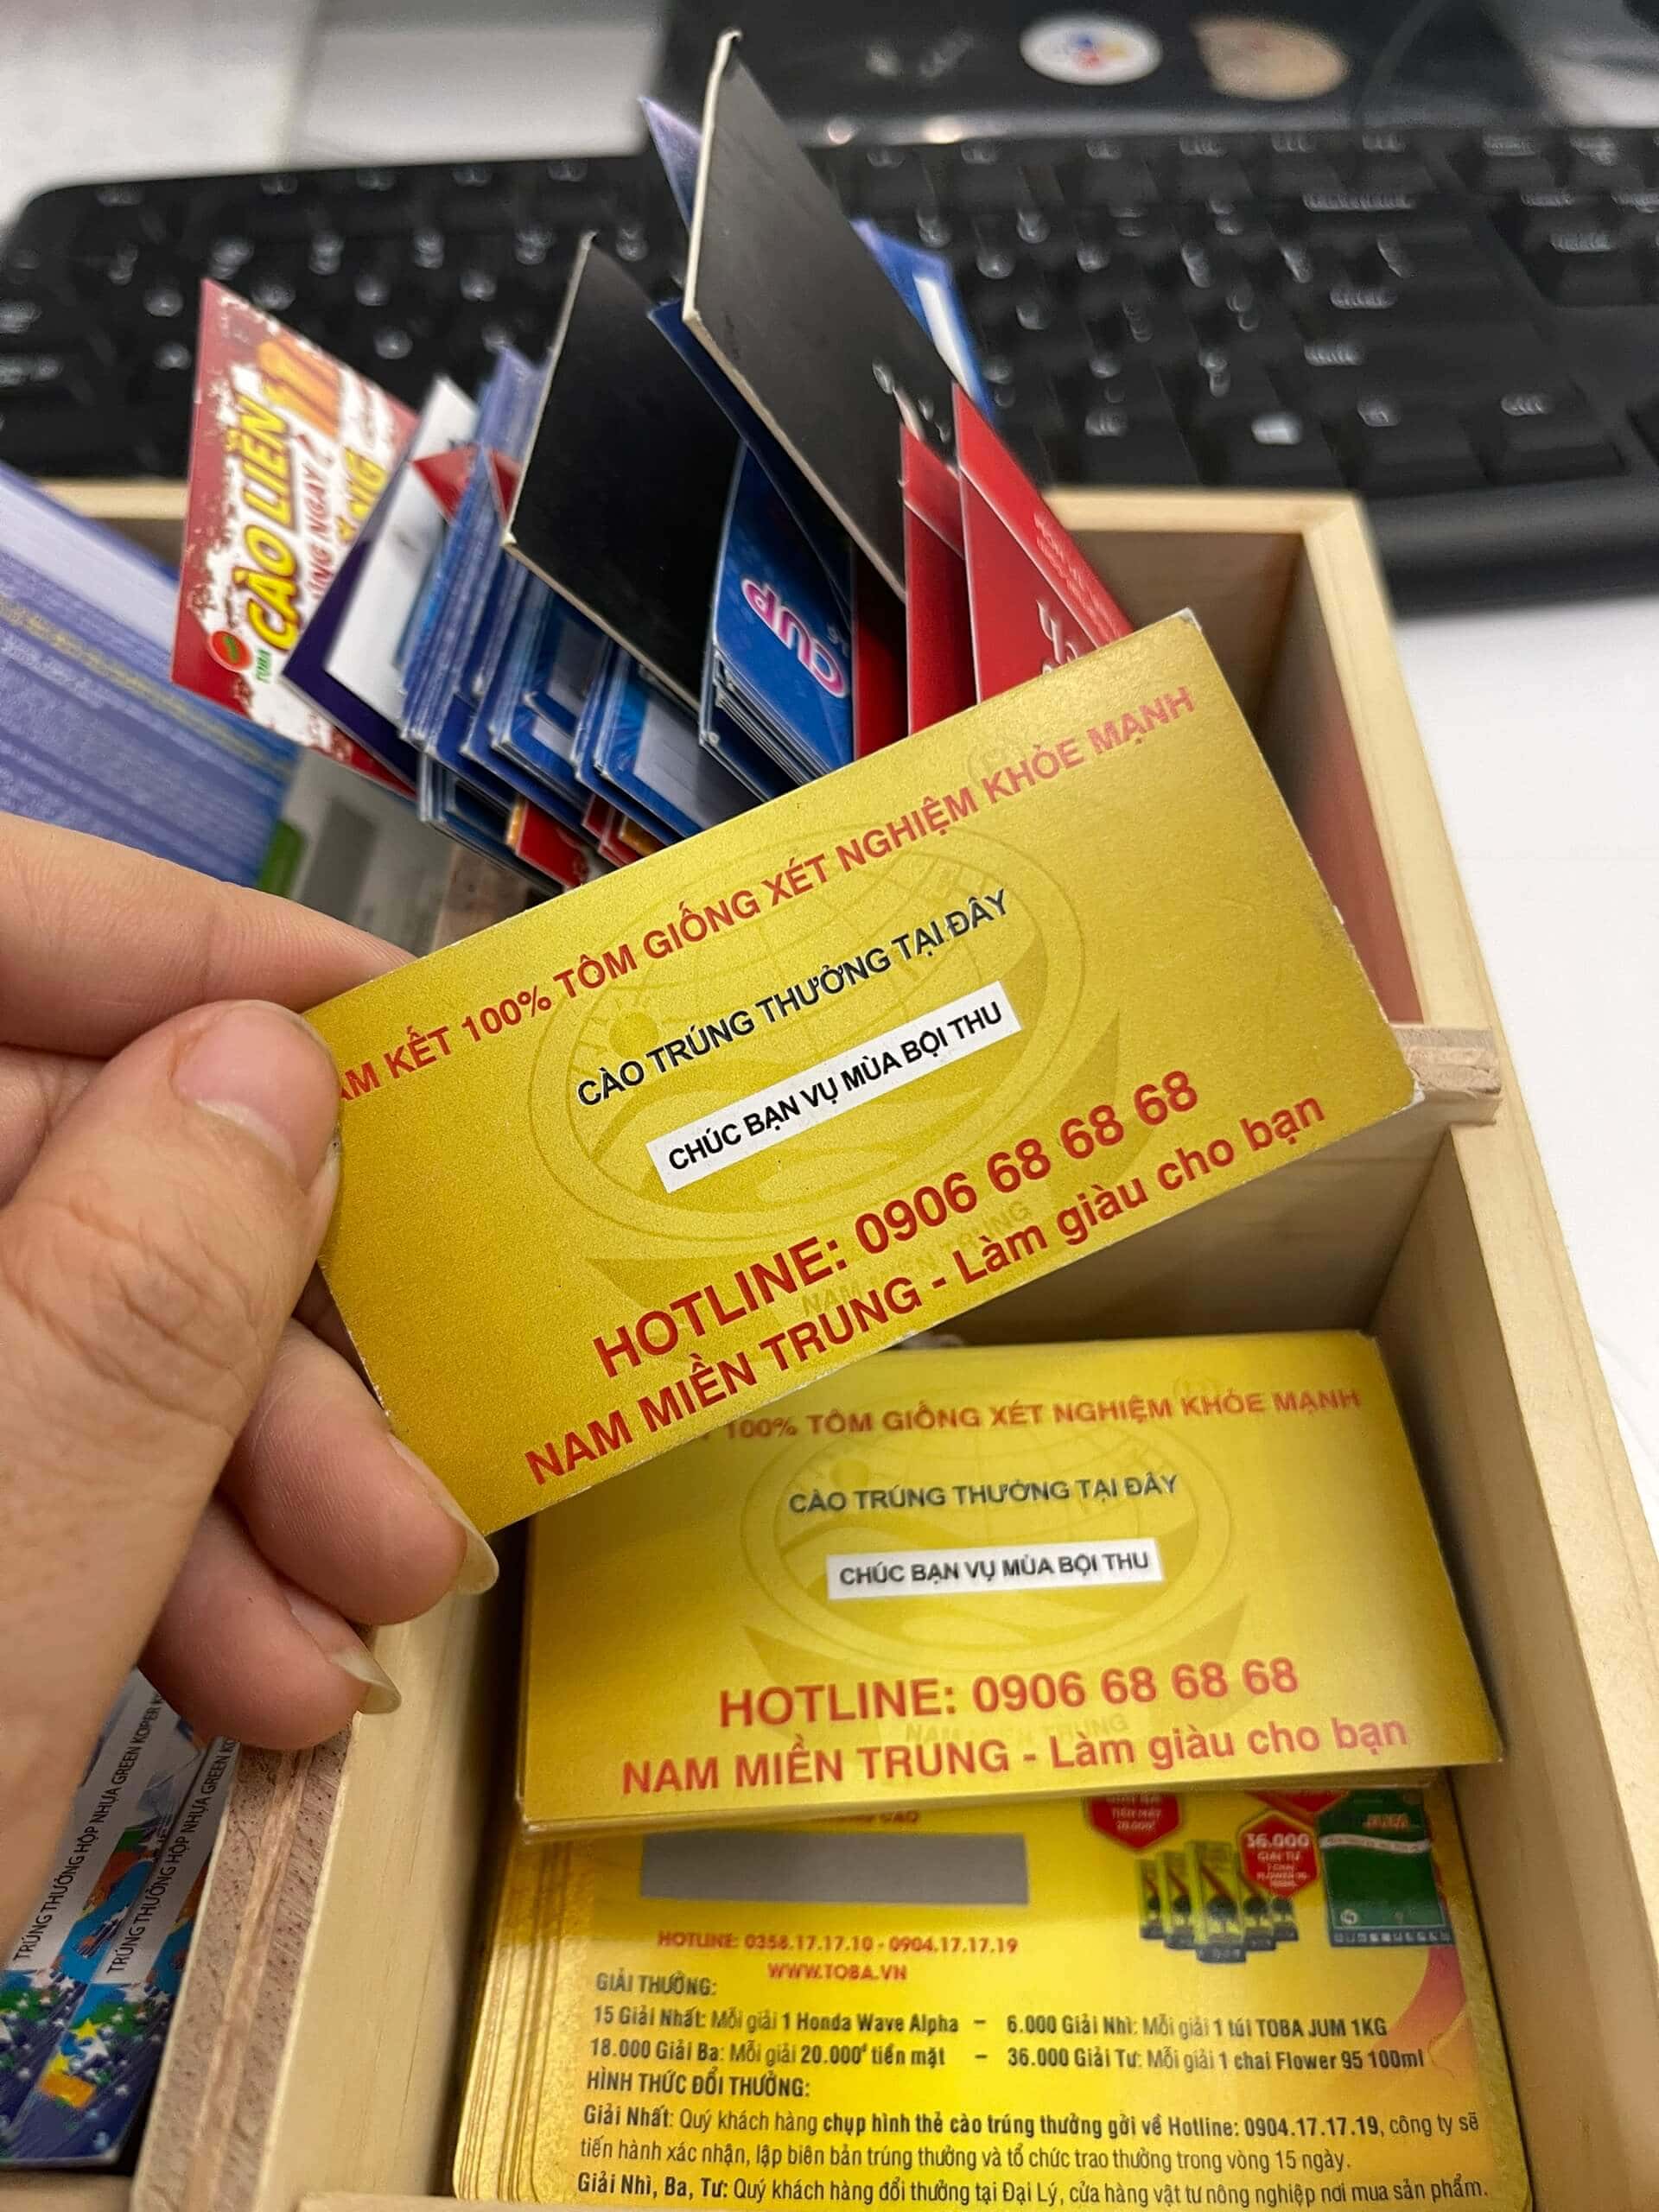 CÀO LIỀN
TOBA
CAM KẾT 100% TÔM GIỐNG XÉT NGHIỆM KHỎE MẠNH
CÀO TRÚNG THƯỞNG TẠI ĐÂY
CHÚC BẠN VỤ MÙA BỘI THU
HOTLINE: 0906 68 68 68
NAM MIỀN TRUNG - Làm giàu cho bạn
100% TÔM GIỐNG XÉT NGHIỆM KHỎE MẠNH
CÀO TRÚNG THƯỞNG TẠI ĐÂY
CHÚC BẠN VỤ MÙA BỘI THU
HOTLINE: 0906 68 68 68
NAM MIỀN TRUNG - Làm giàu cho bạn
36.000
GIẢI TƯ
HOTLINE: 0358.17.17.10 - 0904.17.17.19
WWW.TOBA.VN
GIẢI THƯỞNG:
15 Giải Nhất: Mỗi giải 1 Honda Wave Alpha – 6.000 Giải Nhì: Mỗi giải 1 túi TOBA JUM 1KG
18.000 Giải Ba: Mỗi giải 20.000đ tiền mặt – 36.000 Giải Tư: Mỗi giải 1 chai Flower 95 100ml
HÌNH THỨC ĐỔI THƯỞNG:
Giải Nhất: Quý khách hàng chụp hình thẻ cào trúng thưởng gởi về Hotline: 0904.17.17.19, công ty sẽ
tiến hành xác nhận, lập biên bản trúng thưởng và tổ chức trao thưởng trong vòng 15 ngày.
Giải Nhì, Ba, Tư: Quý khách hàng đổi thưởng tại Đại Lý, cửa hàng vật tư nông nghiệp nơi mua sản phẩm.
TRÚNG THƯỞNG HỘP NHỰA GREEN KOPER
TRÚNG THƯỞNG HỘP NHỰA GREEN